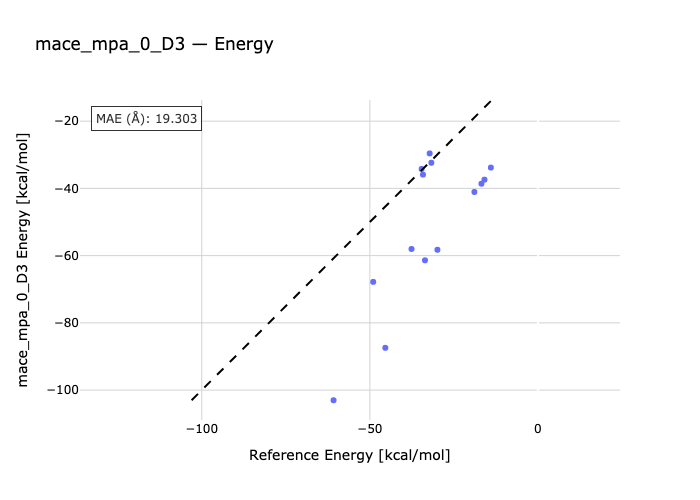 mace_mpa_0_D3 — Energy
MAE (Å): 19.303
−20
−40
−60
−80
−100
mace_mpa_0_D3 Energy [kcal/mol]
−100
−50
0
Reference Energy [kcal/mol]